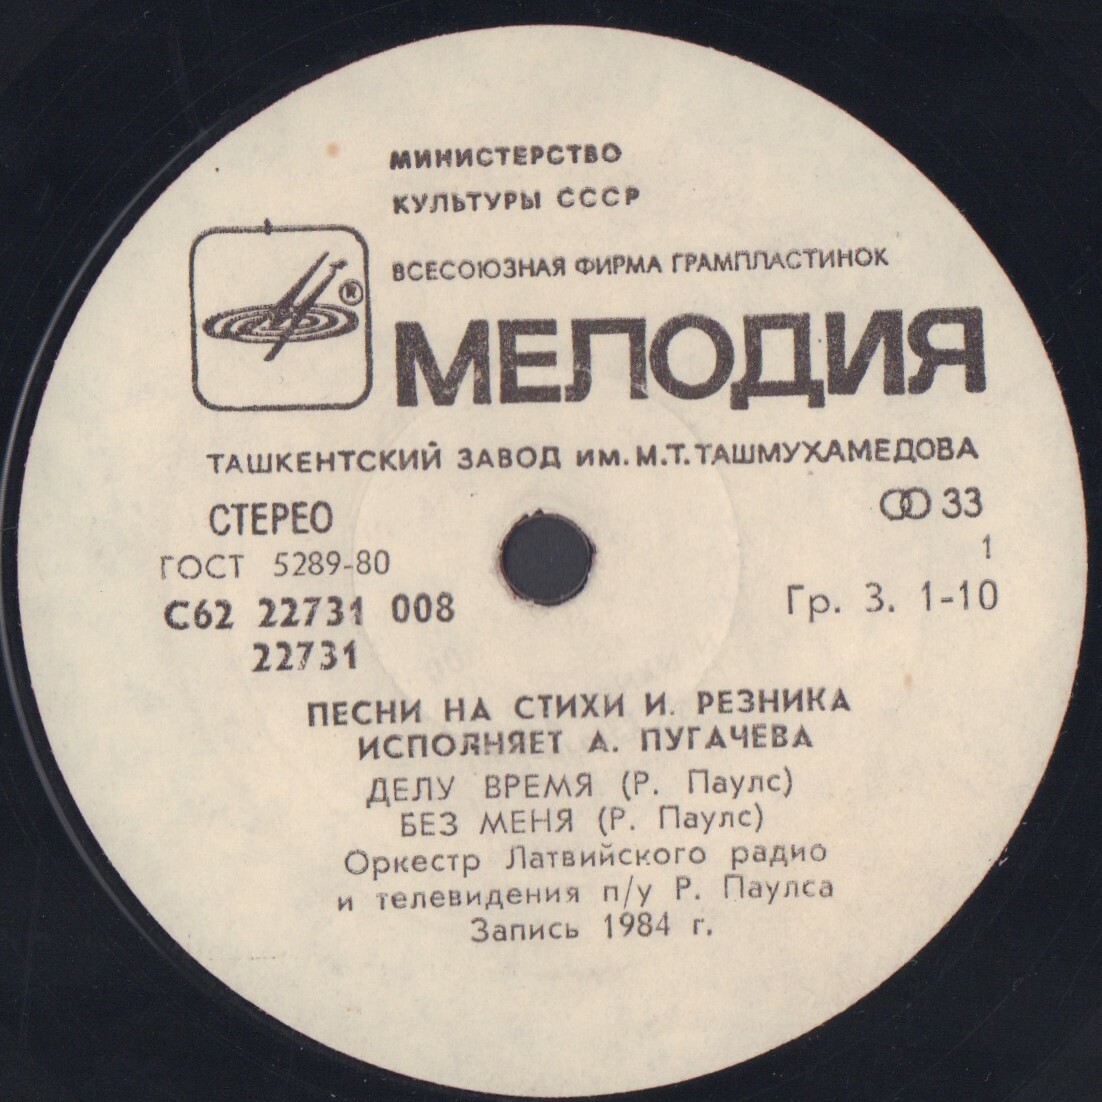 МИНИСТЕРСТВО
КУЛЬТУРЫ СССР
ВСЕСОЮЗНАЯ ФИРМА ГРАМПЛАСТИНОК
®
МЕЛОДИЯ
ТАШКЕНТСКИЙ ЗАВОД ИМ. М.Т. ТАШМУХАМЕДОВА
СТЕРЕО
33
ГОСТ 5289-80
1
С62 22731 008
Гр. 3. 1-10
22731
ПЕСНИ НА СТИХИ И. РЕЗНИКА
ИСПОЛНЯЕТ А. ПУГАЧЕВА
ДЕЛУ ВРЕМЯ (Р. Паулс)
БЕЗ МЕНЯ (Р. Паулс)
Оркестр Латвийского радио
и телевидения п/у Р. Паулса
Запись 1984 г.